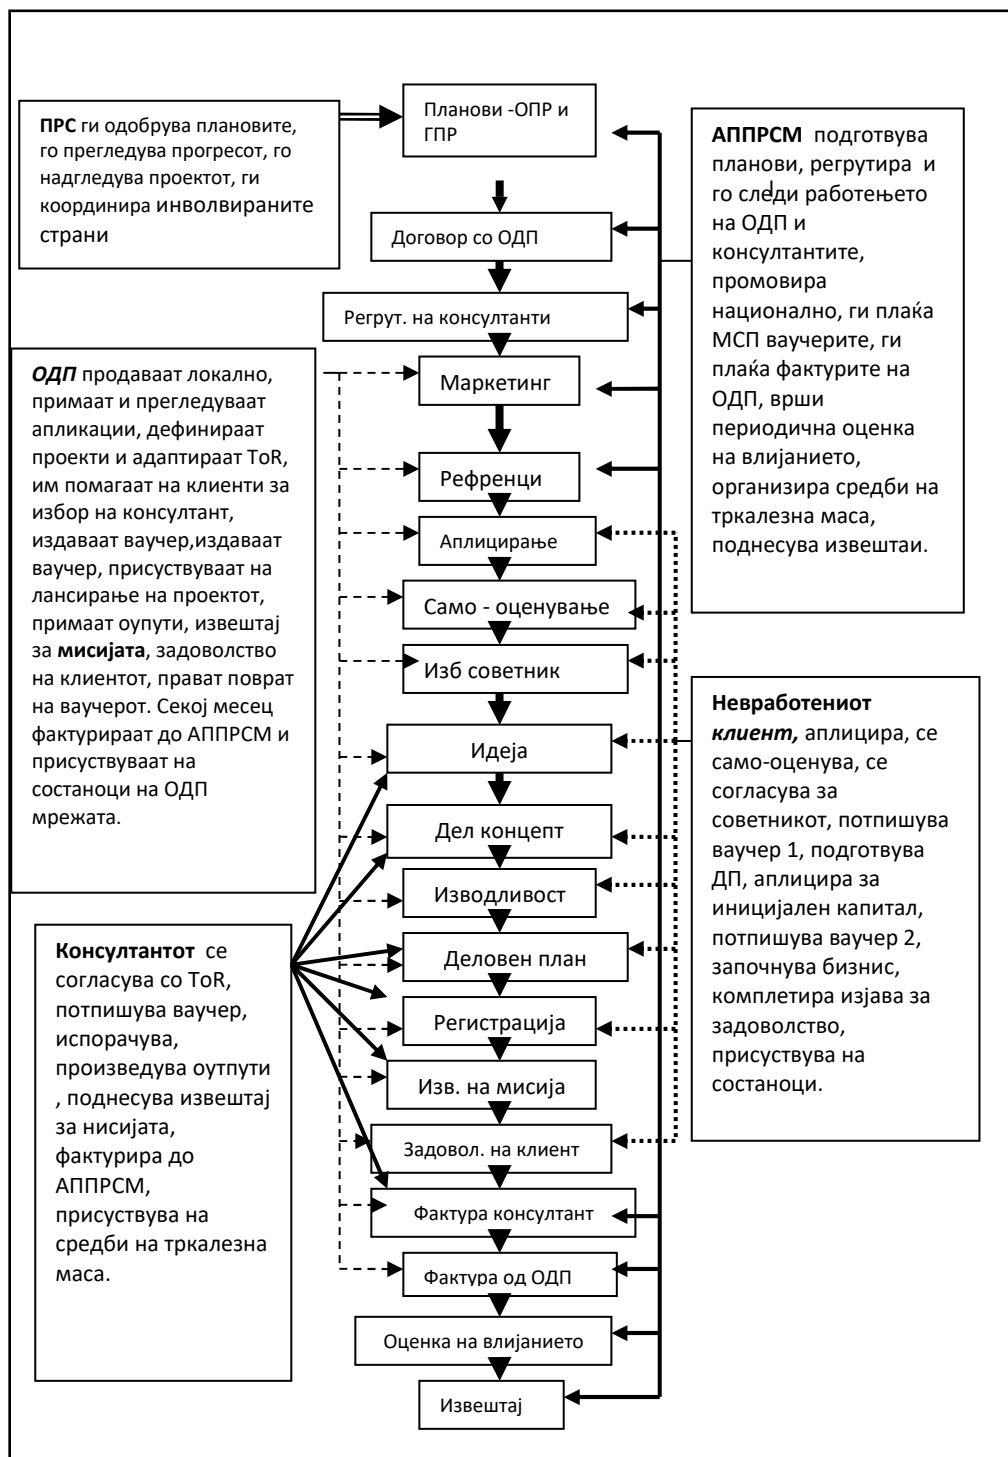 ПРС ги одобрува плановите,
го прегледува прогресот, го
надгледува проектот, ги
координира инволвираните
страни
Планови -ОПР и
ГПР
АППРСМ подготвува
планови, регрутира и
го следи работењето
на ОДП и
консултантите,
промовира
национално, ги плаќа
МСП ваучерите, ги
плаќа фактурите на
ОДП, врши
периодична оценка
на влијанието,
организира средби на
тркалезна маса,
поднесува извештаи.
Договор со ОДП
Регрут. на консултанти
ОДП продаваат локално,
примаат и прегледуваат
апликации, дефинираат
проекти и адаптираат ToR,
им помагаат на клиенти за
избор на консултант,
издаваат ваучер,издаваат
ваучер, присуствуваат на
лансирање на проектот,
примаат оупути, извештај
за мисијата, задоволство
на клиентот, прават поврат
на ваучерот. Секој месец
фактурираат до АППРСМ и
присуствуваат на
состаноци на ОДП
мрежата.
Маркетинг
Рефренци
Аплицирање
Само - оценување
Изб советник
Идеја
Дел концепт
Изводливост
Деловен план
Регистрација
Изв. на мисија
Задовол. на клиент
Фактура консултант
Фактура од ОДП
Оценка на влијанието
Извештај
Невработениот
клиент, аплицира, се
само-оценува, се
согласува за
советникот, потпишува
ваучер 1, подготвува
ДП, аплицира за
иницијален капитал,
потпишува ваучер 2,
започнува бизнис,
комплетира изјава за
задоволство,
присуствува на
состаноци.
Консултантот се
согласува со ToR,
потпишува ваучер,
испорачува,
произведува оутпути
, поднесува извештај
за нисијата,
фактурира до
АППРСМ,
присуствува на
средби на тркалезна
маса.